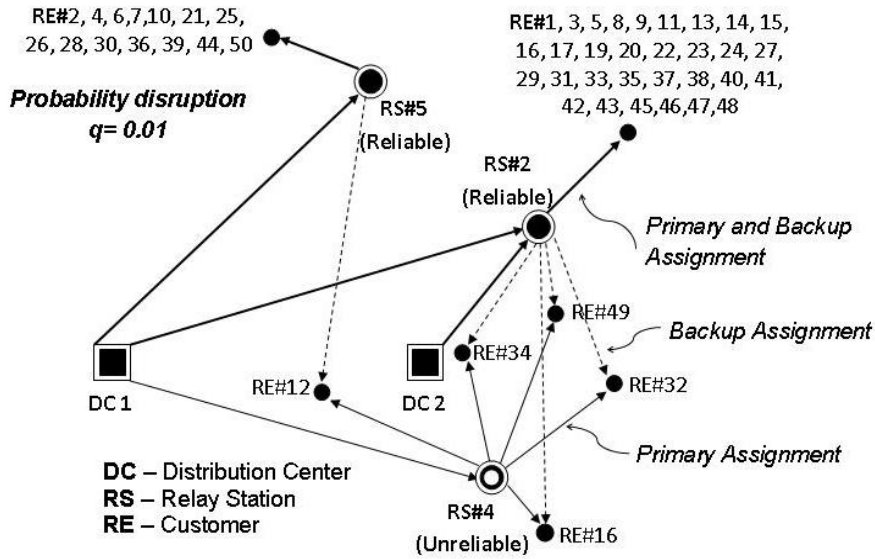 RE#2, 4, 6,7,10, 21, 25,
26, 28, 30, 36, 39, 44, 50
RE#1, 3, 5, 8, 9, 11, 13, 14, 15,
16, 17, 19, 20, 22, 23, 24, 27,
29, 31, 33, 35, 37, 38, 40, 41,
42, 43, 45,46,47,48
Probability disruption
q= 0.01
RS#5
(Reliable)
RS#2
(Reliable)
Primary and Backup
Assignment
RE#49
Backup Assignment
RE#34
RE#12
RE#32
DC 1
DC 2
Primary Assignment
DC – Distribution Center
RS – Relay Station
RE – Customer
RS#4
(Unreliable)
RE#16